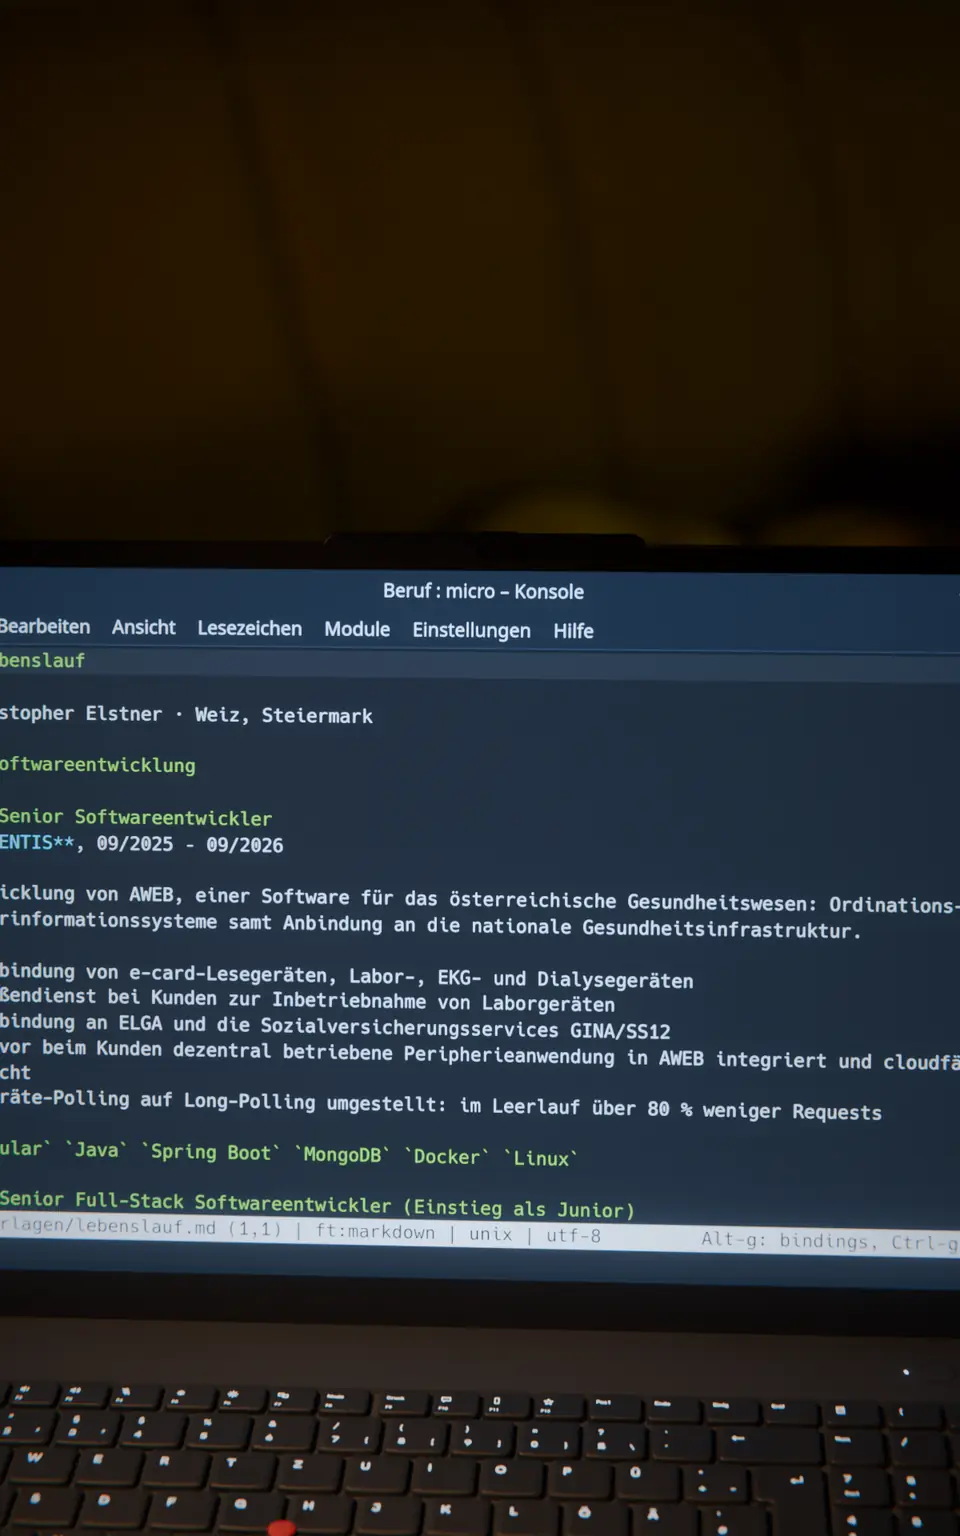 Beruf : micro – Konsole
Bearbeiten Ansicht Lesezeichen Module Einstellungen Hilfe
benslauf
stopher Elstner · Weiz, Steiermark
oftwareentwicklung
Senior Softwareentwickler
ENTIS**, 09/2025 - 09/2026
icklung von AWEB, einer Software für das österreichische Gesundheitswesen: Ordinations-
rinformationssysteme samt Anbindung an die nationale Gesundheitsinfrastruktur.
bindung von e-card-Lesegeräten, Labor-, EKG- und Dialysegeräten
ßendienst bei Kunden zur Inbetriebnahme von Laborgeräten
bindung an ELGA und die Sozialversicherungsservices GINA/SS12
vor beim Kunden dezentral betriebene Peripherieanwendung in AWEB integriert und cloudfä
cht
räte-Polling auf Long-Polling umgestellt: im Leerlauf über 80 % weniger Requests
ular` `Java` `Spring Boot` `MongoDB` `Docker` `Linux`
Senior Full-Stack Softwareentwickler (Einstieg als Junior)
rlagen/lebenslauf.md (1,1) | ft:markdown | unix | utf-8 Alt-g: bindings, Ctrl-g
W E R T Z U I O P Ü
S D F G H J K L Ö Ä